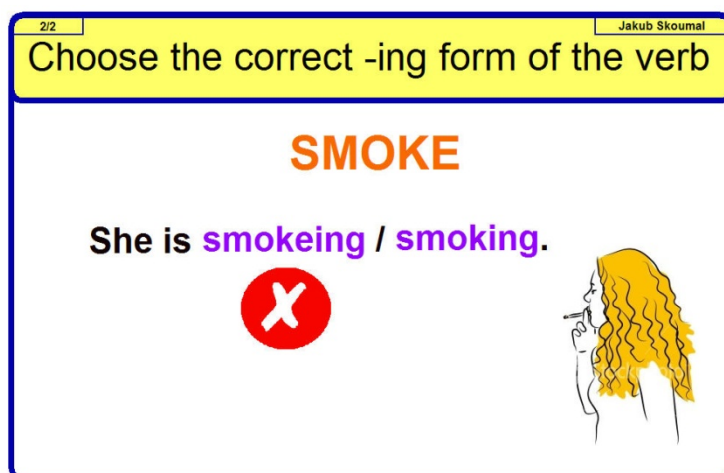 2/2
Jakub Skoumal
Choose the correct -ing form of the verb
SMOKE
She is smokeing / smoking.